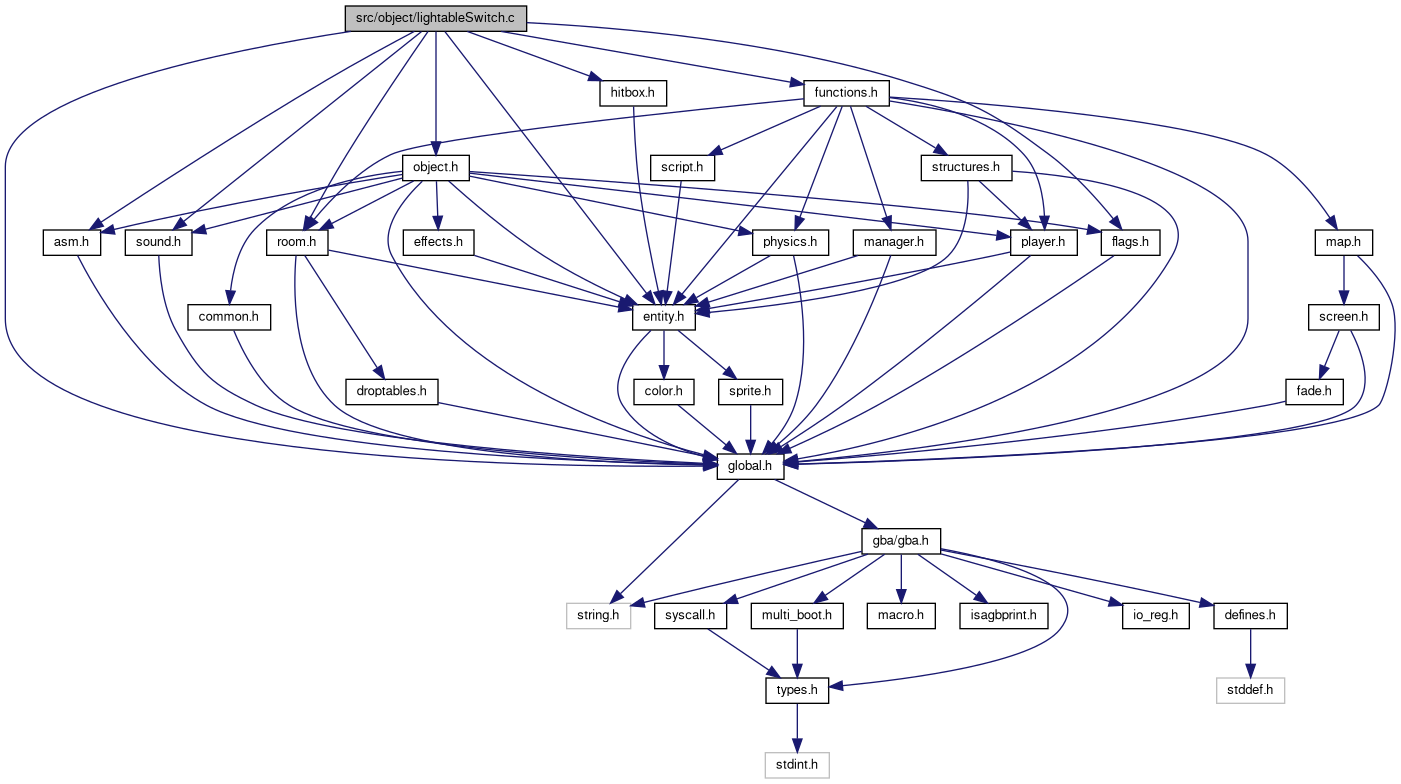 src/object/lightableSwitch.c
hitbox.h
functions.h
object.h
script.h
structures.h
asm.h
sound.h
room.h
effects.h
physics.h
manager.h
player.h
flags.h
map.h
common.h
entity.h
screen.h
droptables.h
color.h
sprite.h
fade.h
global.h
gba/gba.h
string.h
syscall.h
multi_boot.h
macro.h
isagbprint.h
io_reg.h
defines.h
types.h
stddef.h
stdint.h